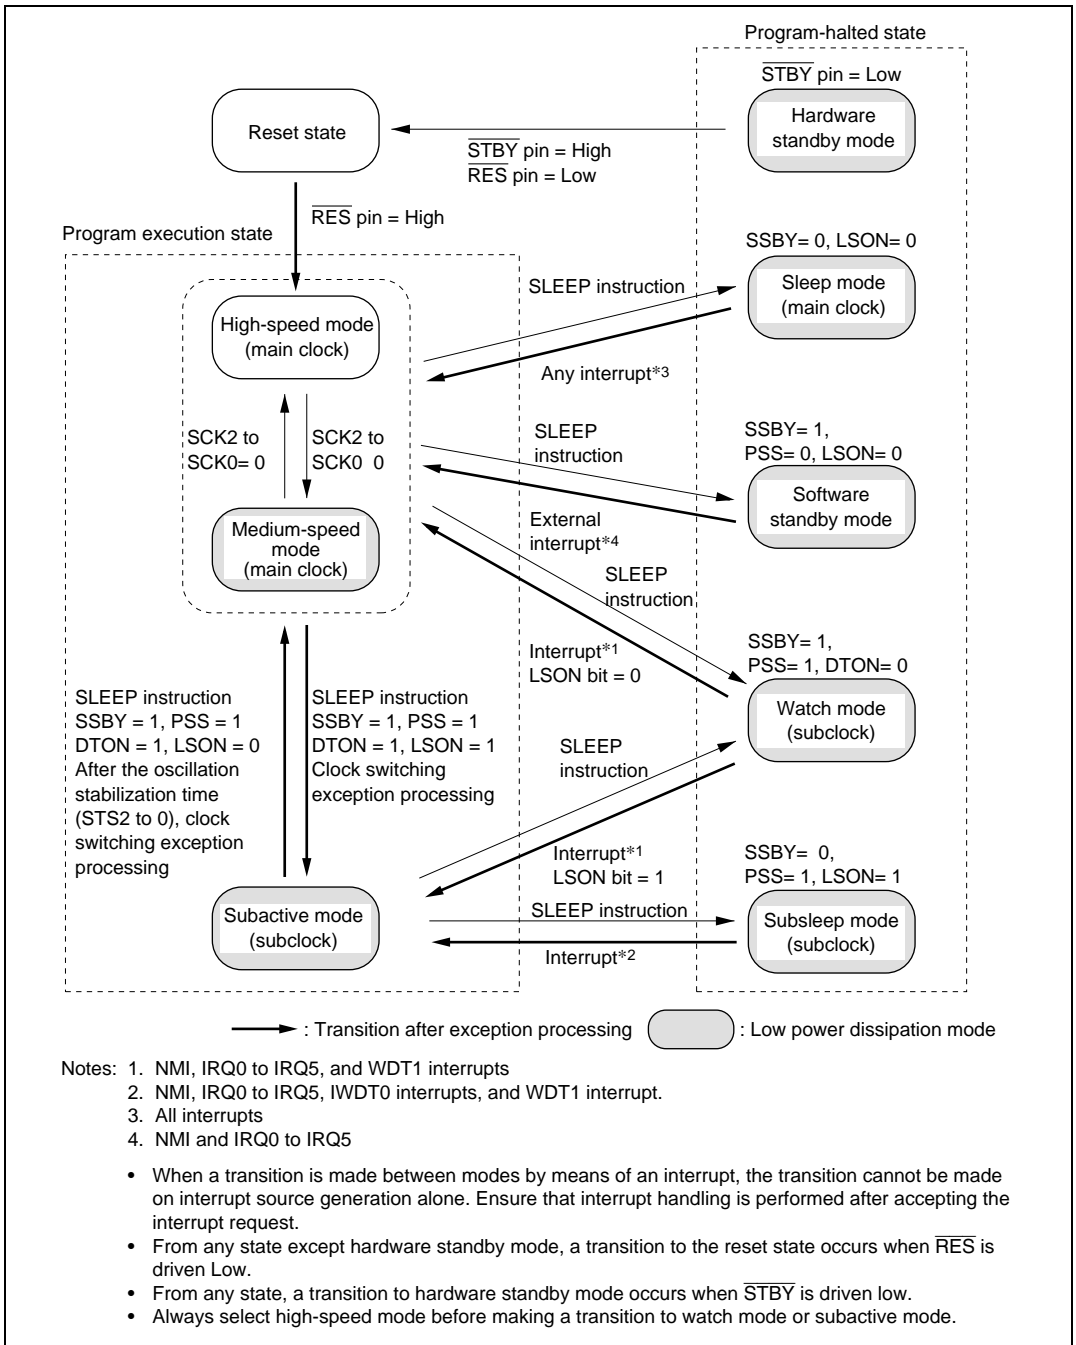 Program-halted state
STBY pin = Low
Hardware
standby mode
Reset state
STBY pin = High
RES pin = Low
RES pin = High
Program execution state
SSBY= 0, LSON= 0
Sleep mode
(main clock)
SLEEP instruction
Any interrupt*3
High-speed mode
(main clock)
SCK2 to
SCK0= 0
SCK2 to
SCK0 0
SLEEP
instruction
External
interrupt*4
SSBY= 1,
PSS= 0, LSON= 0
Software
standby mode
Medium-speed
mode
(main clock)
SLEEP
instruction
Interrupt*1
LSON bit = 0
SSBY= 1,
PSS= 1, DTON= 0
Watch mode
(subclock)
SLEEP instruction
SSBY = 1, PSS = 1
DTON = 1, LSON = 0
After the oscillation
stabilization time
(STS2 to 0), clock
switching exception
processing
SLEEP instruction
SSBY = 1, PSS = 1
DTON = 1, LSON = 1
Clock switching
exception processing
SLEEP
instruction
Interrupt*1
LSON bit = 1
SSBY= 0,
PSS= 1, LSON= 1
Subsleep mode
(subclock)
SLEEP instruction
Interrupt*2
Subactive mode
(subclock)
: Transition after exception processing
: Low power dissipation mode
Notes: 1. NMI, IRQ0 to IRQ5, and WDT1 interrupts
2. NMI, IRQ0 to IRQ5, IWDT0 interrupts, and WDT1 interrupt.
3. All interrupts
4. NMI and IRQ0 to IRQ5
• When a transition is made between modes by means of an interrupt, the transition cannot be made
on interrupt source generation alone. Ensure that interrupt handling is performed after accepting the
interrupt request.
• From any state except hardware standby mode, a transition to the reset state occurs when RES is
driven Low.
• From any state, a transition to hardware standby mode occurs when STBY is driven low.
• Always select high-speed mode before making a transition to watch mode or subactive mode.